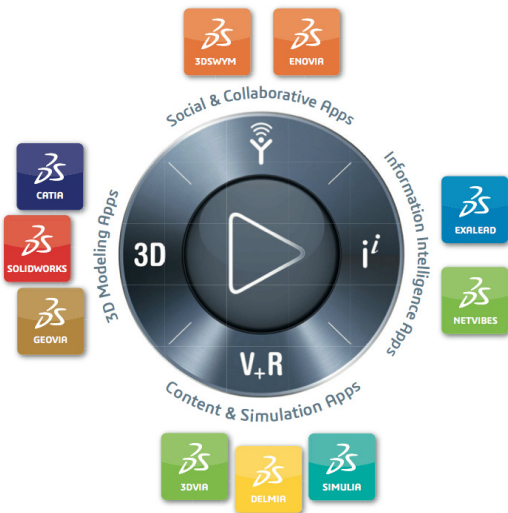 3DSWYM
ENOVIA
Social & Collaborative Apps
CATIA
SOLIDWORKS
GEOVIA
3D Modeling Apps
3D
i i
V+R
Information Intelligence Apps
EXALEAD
NETVIBES
Content & Simulation Apps
3DVIA
DELMIA
SIMULIA